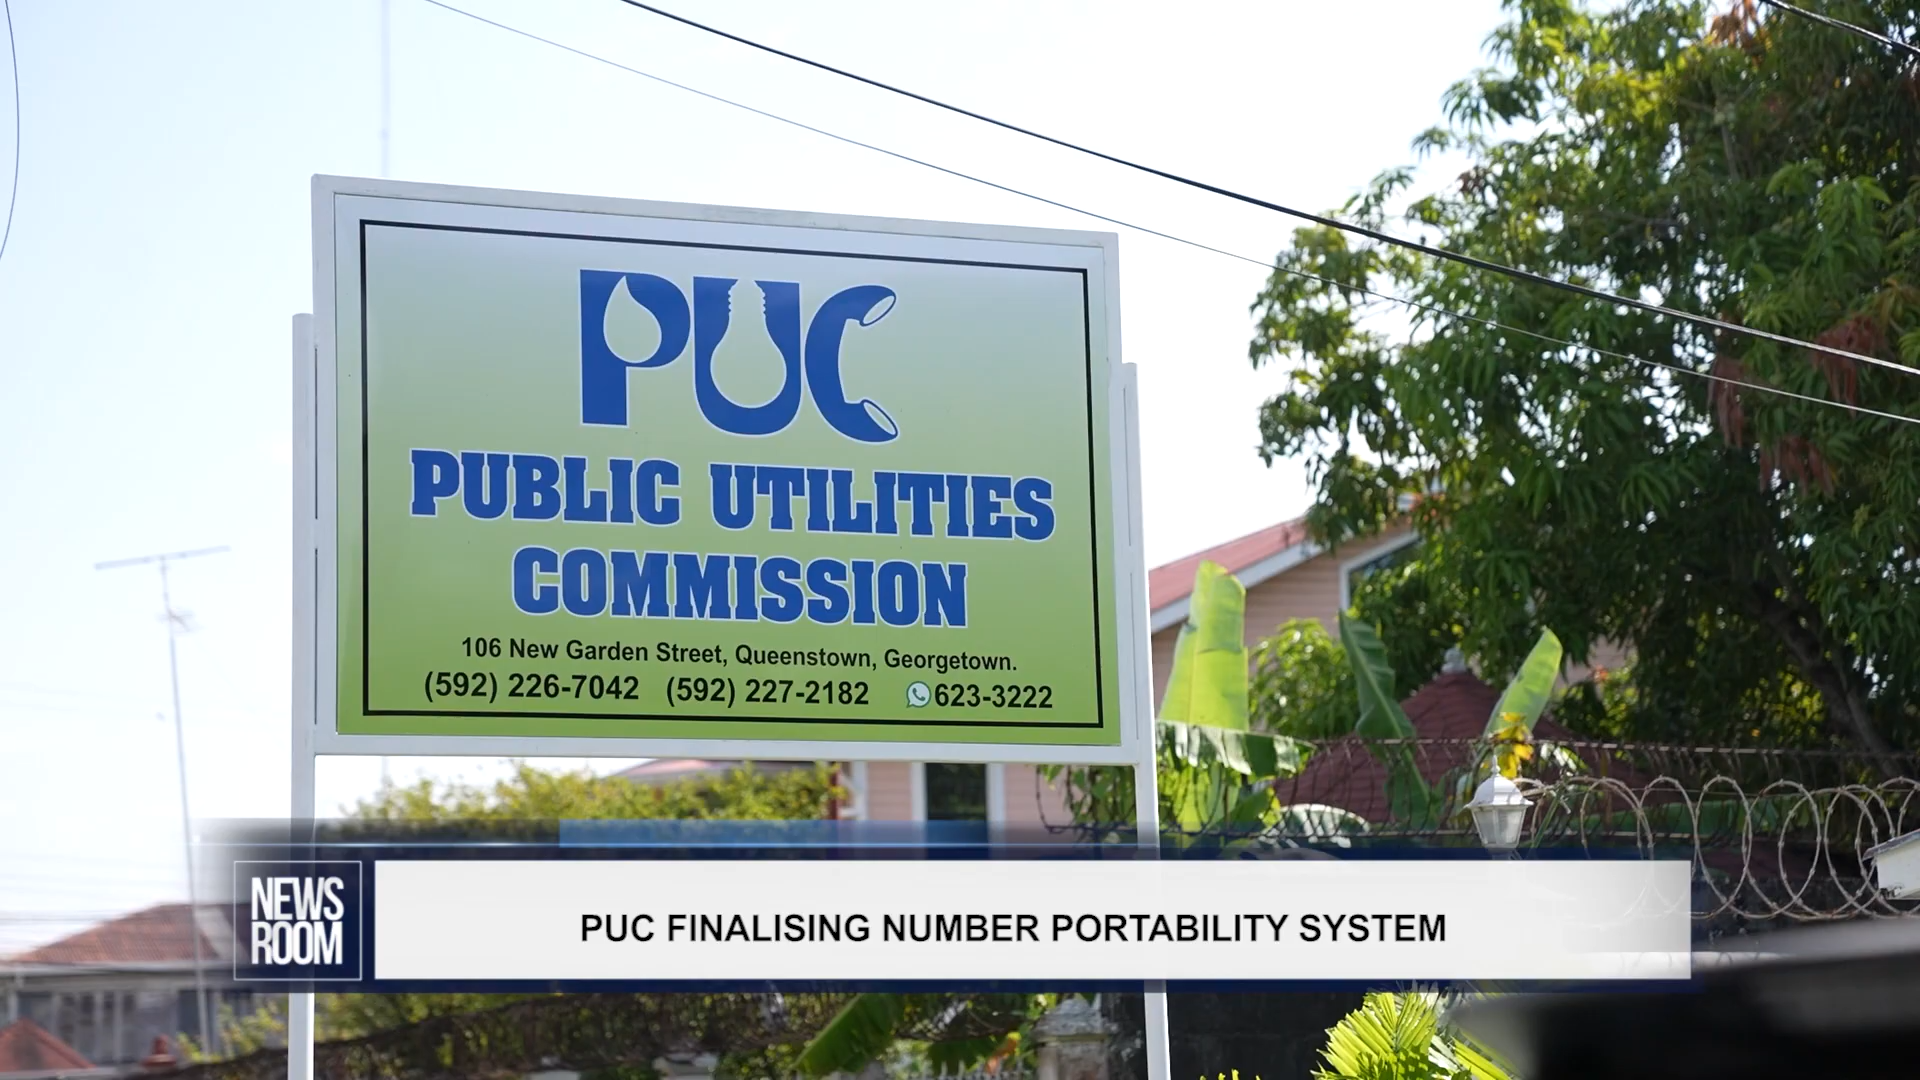 PUC
PUBLIC UTILITIES
COMMISSION
106 New Garden Street, Queenstown, Georgetown.
(592) 226-7042 (592) 227-2182 623-3222
NEWS
ROOM
PUC FINALISING NUMBER PORTABILITY SYSTEM